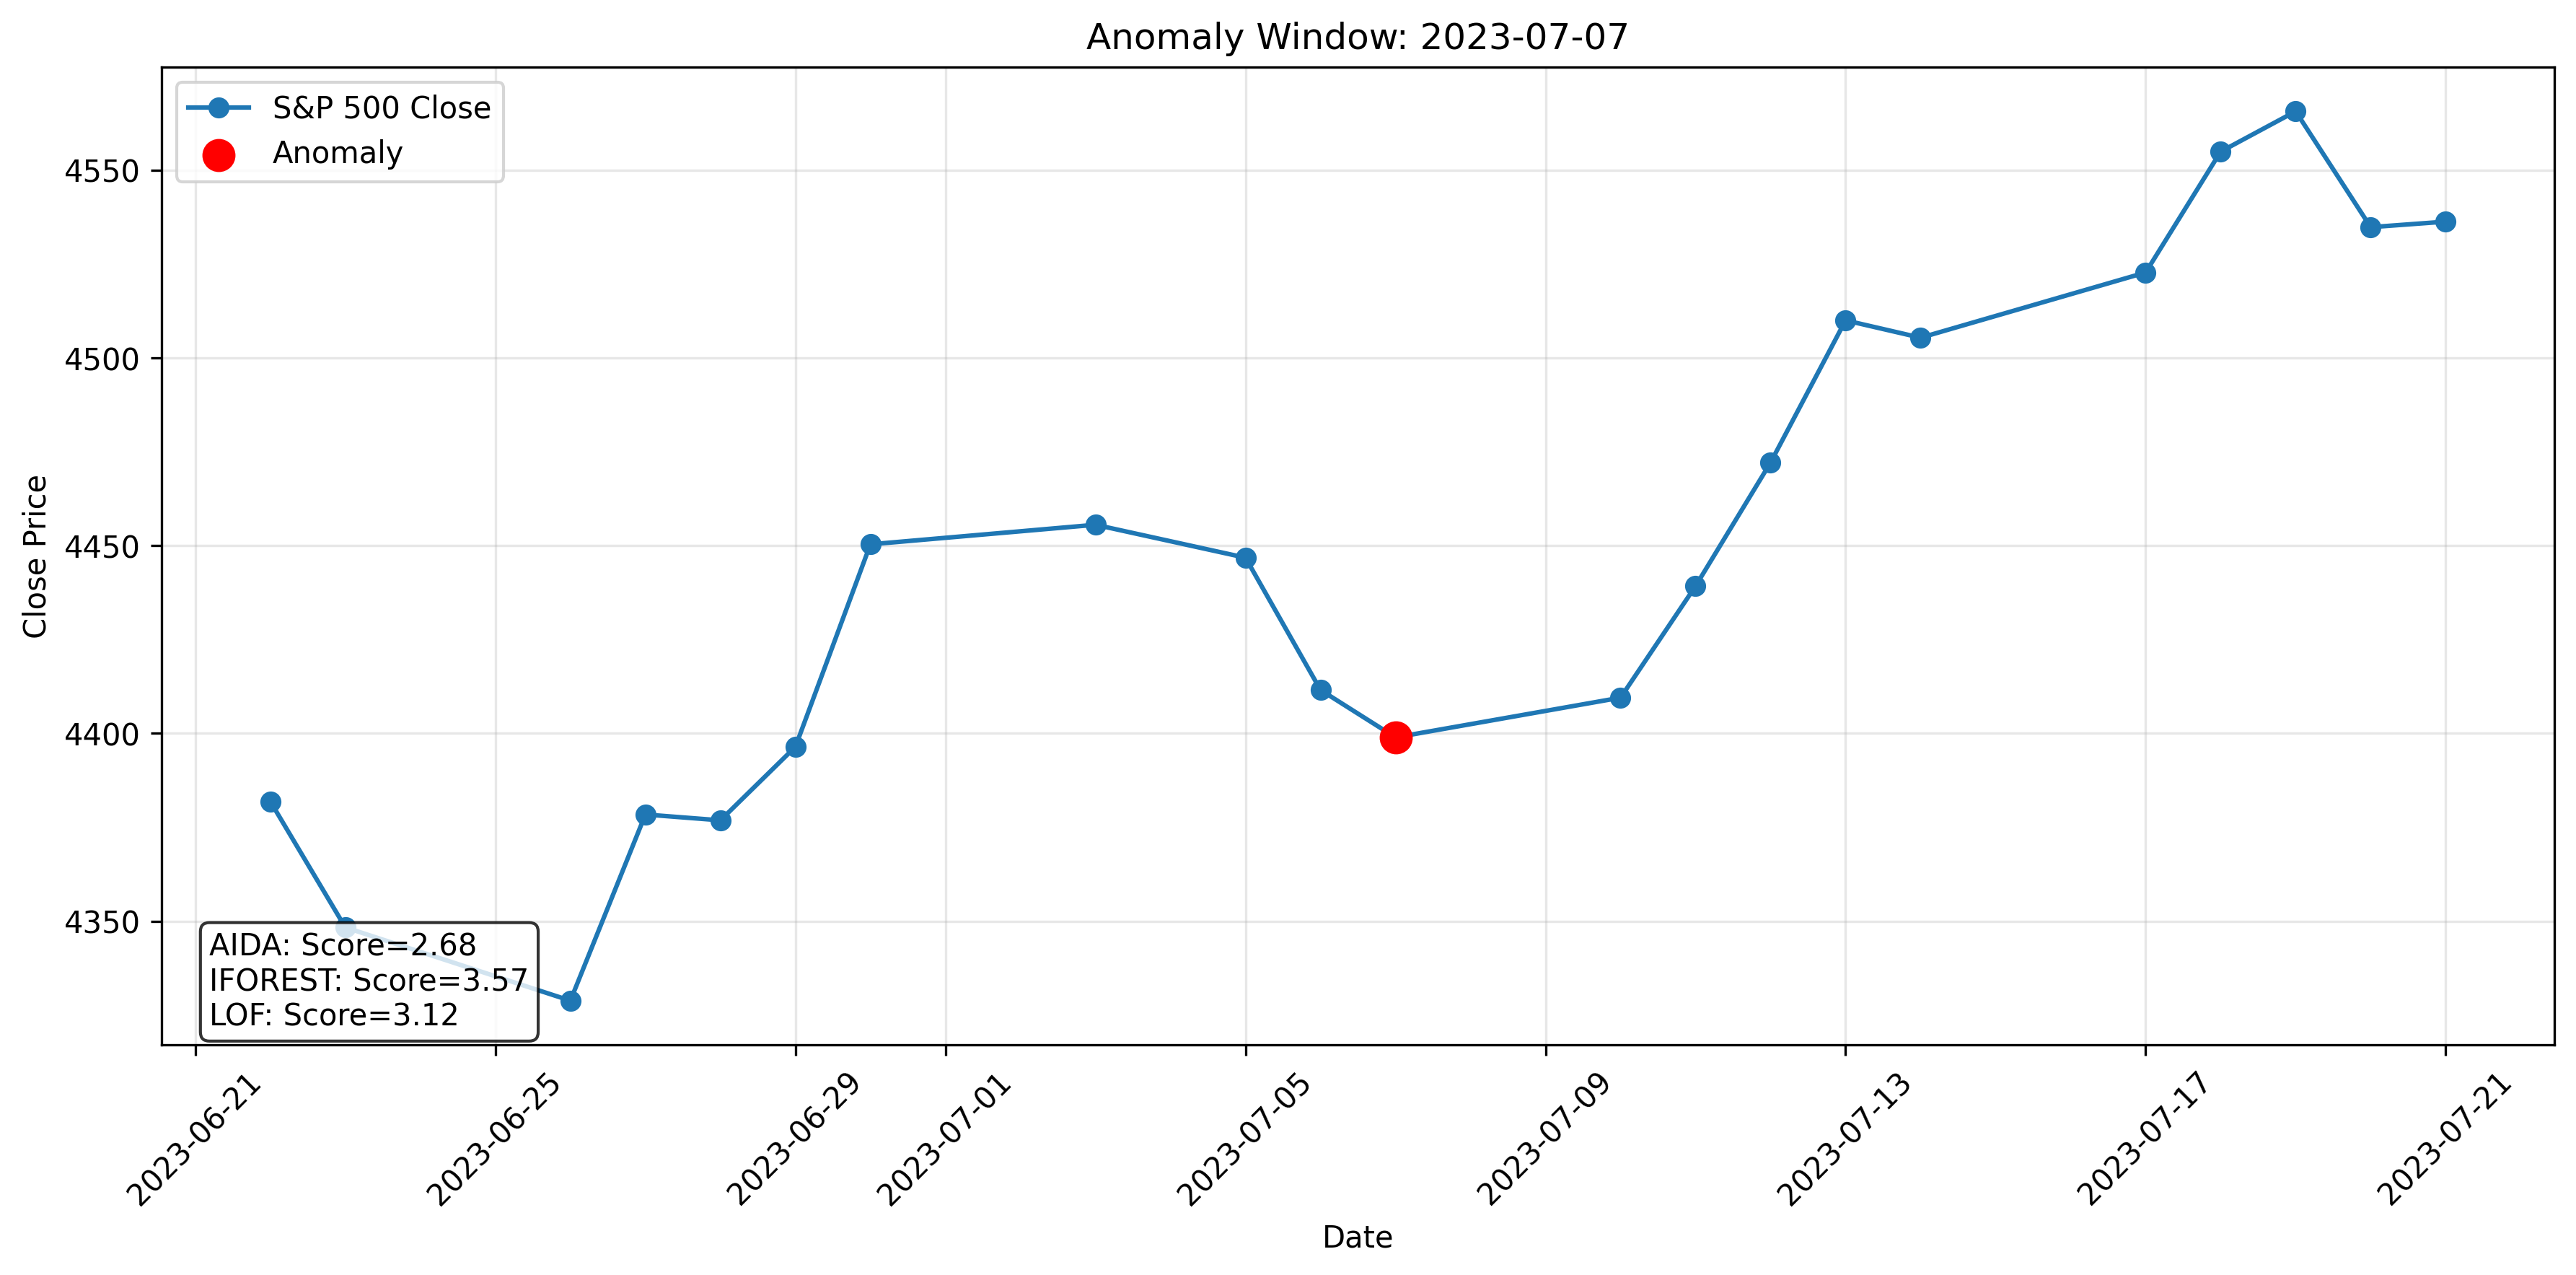 Anomaly Window: 2023-07-07
S&P 500 Close
Anomaly
4550
4500
4450
4400
4350
Close Price
AIDA: Score=2.68
IFOREST: Score=3.57
LOF: Score=3.12
2023-06-21
2023-06-25
2023-06-29
2023-07-01
2023-07-05
2023-07-09
2023-07-13
2023-07-17
2023-07-21
Date